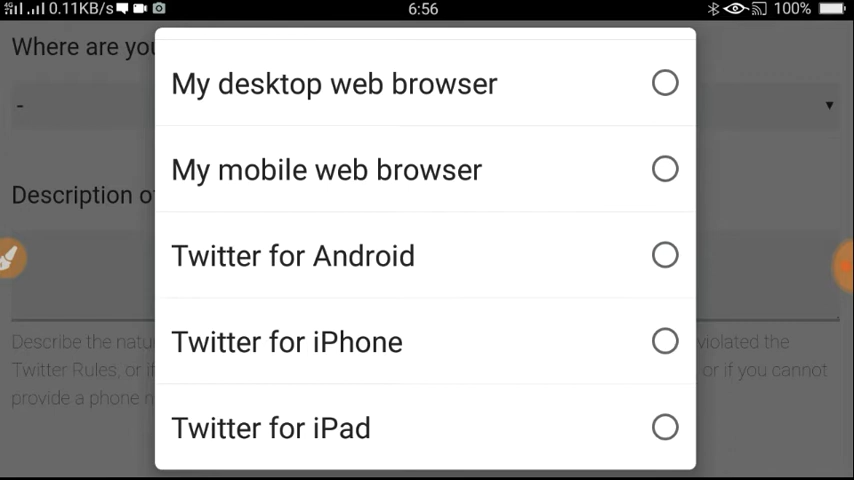 0.11KB/s
6:56
100%
Where are you
-
My desktop web browser
My mobile web browser
Description of
Twitter for Android
Twitter for iPhone
Describe the natu
violated the
Twitter Rules, or if
or if you cannot
provide a phone n
Twitter for iPad